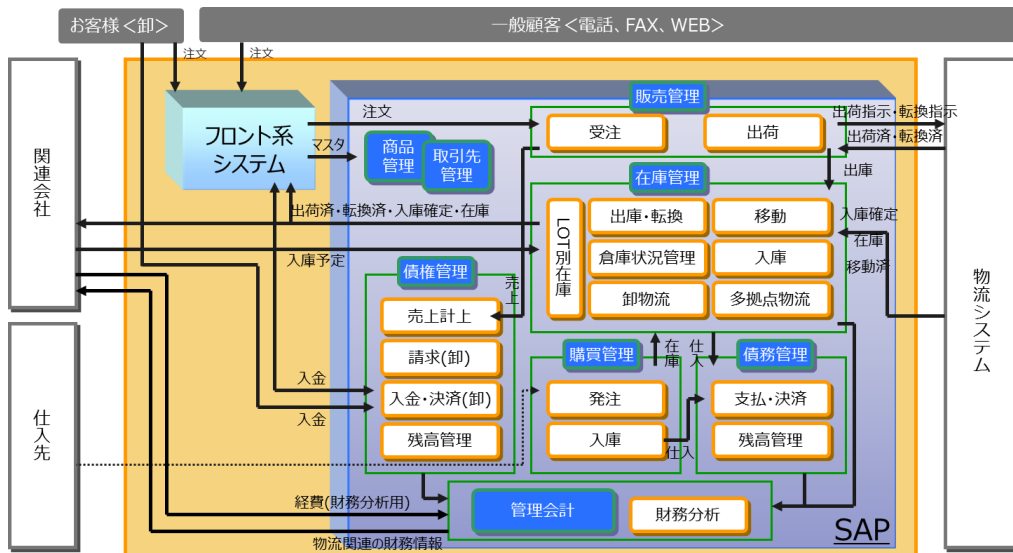 お客様<卸>
一般顧客<電話、FAX、WEB>
注文
注文
関連会社
仕入先
物流システム
フロント系
システム
注文
マスタ
商品
管理
取引先
管理
販売管理
受注
出荷
出荷指示・転換指示
出荷済・転換済
出庫
在庫管理
LOT別在庫
出庫・転換
移動
倉庫状況管理
入庫
卸物流
多拠点物流
入庫確定
在庫
移動済
出荷済・転換済・入庫確定・在庫
入庫予定
売上
債権管理
売上計上
請求(卸)
入金・決済(卸)
残高管理
入金
入金
在庫
仕入
購買管理
発注
入庫
仕入
債務管理
支払・決済
残高管理
経費(財務分析用)
管理会計
財務分析
物流関連の財務情報
SAP